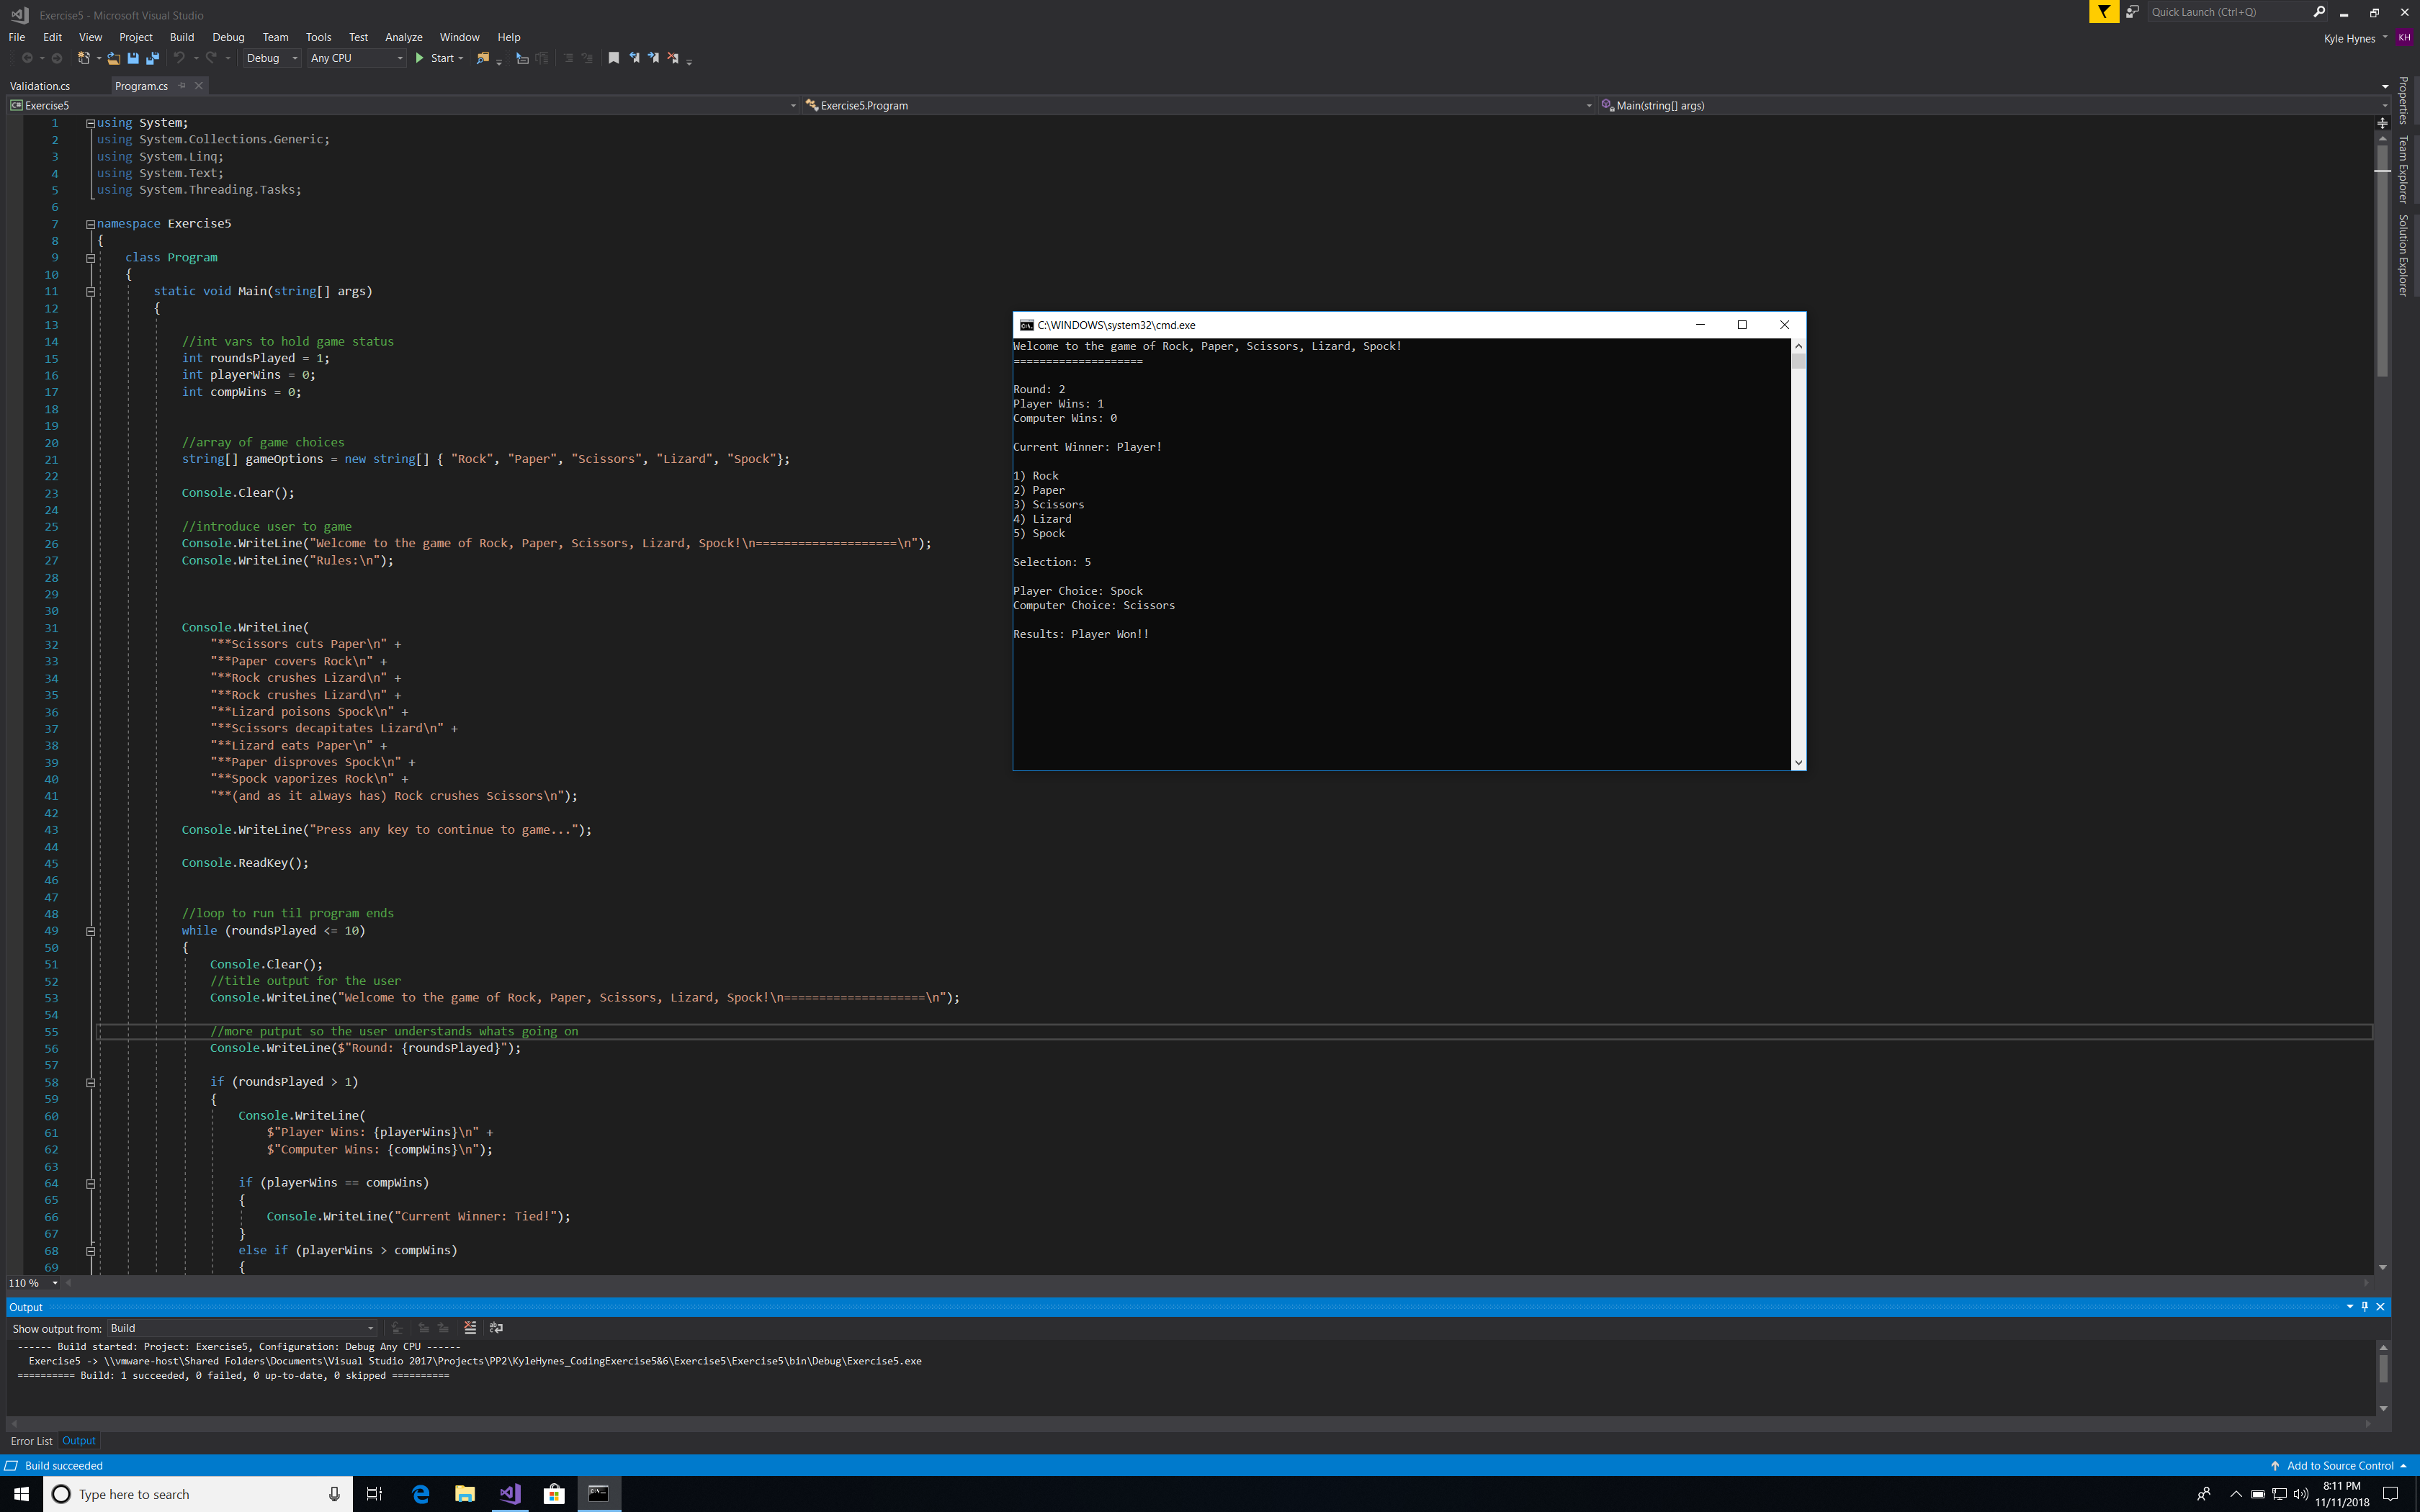 Exercise5 - Microsoft Visual Studio
Quick Launch (Ctrl+Q)
File Edit View Project Build Debug Team Tools Test Analyze Window Help
Kyle Hynes KH
Debug Any CPU Start
Validation.cs Program.cs
Exercise5 Exercise5.Program Main(string[] args)
Properties
Team Explorer
Solution Explorer
1 using System;
2 using System.Collections.Generic;
3 using System.Linq;
4 using System.Text;
5 using System.Threading.Tasks;
6
7 namespace Exercise5
8 {
9 class Program
10 {
11 static void Main(string[] args)
12 {
13
14 //int vars to hold game status
15 int roundsPlayed = 1;
16 int playerWins = 0;
17 int compWins = 0;
18
19
20 //array of game choices
21 string[] gameOptions = new string[] { "Rock", "Paper", "Scissors", "Lizard", "Spock"};
22
23 Console.Clear();
24
25 //introduce user to game
26 Console.WriteLine("Welcome to the game of Rock, Paper, Scissors, Lizard, Spock!\n====================\n");
27 Console.WriteLine("Rules:\n");
28
29
30
31 Console.WriteLine(
32 "**Scissors cuts Paper\n" +
33 "**Paper covers Rock\n" +
34 "**Rock crushes Lizard\n" +
35 "**Rock crushes Lizard\n" +
36 "**Lizard poisons Spock\n" +
37 "**Scissors decapitates Lizard\n" +
38 "**Lizard eats Paper\n" +
39 "**Paper disproves Spock\n" +
40 "**Spock vaporizes Rock\n" +
41 "**(and as it always has) Rock crushes Scissors\n");
42
43 Console.WriteLine("Press any key to continue to game...");
44
45 Console.ReadKey();
46
47
48 //loop to run til program ends
49 while (roundsPlayed <= 10)
50 {
51 Console.Clear();
52 //title output for the user
53 Console.WriteLine("Welcome to the game of Rock, Paper, Scissors, Lizard, Spock!\n====================\n");
54
55 //more putput so the user understands whats going on
56 Console.WriteLine($"Round: {roundsPlayed}");
57
58 if (roundsPlayed > 1)
59 {
60 Console.WriteLine(
61 $"Player Wins: {playerWins}\n" +
62 $"Computer Wins: {compWins}\n");
63
64 if (playerWins == compWins)
65 {
66 Console.WriteLine("Current Winner: Tied!");
67 }
68 else if (playerWins > compWins)
69 {
C:\WINDOWS\system32\cmd.exe
Welcome to the game of Rock, Paper, Scissors, Lizard, Spock!
====================
Round: 2
Player Wins: 1
Computer Wins: 0
Current Winner: Player!
1) Rock
2) Paper
3) Scissors
4) Lizard
5) Spock
Selection: 5
Player Choice: Spock
Computer Choice: Scissors
Results: Player Won!!
110 %
Output
Show output from: Build
------ Build started: Project: Exercise5, Configuration: Debug Any CPU ------
Exercise5 -> \\vmware-host\Shared Folders\Documents\Visual Studio 2017\Projects\PP2\KyleHynes_CodingExercise5&6\Exercise5\Exercise5\bin\Debug\Exercise5.exe
========== Build: 1 succeeded, 0 failed, 0 up-to-date, 0 skipped ==========
Error List Output
Build succeeded
Add to Source Control
Type here to search
8:11 PM
11/11/2018